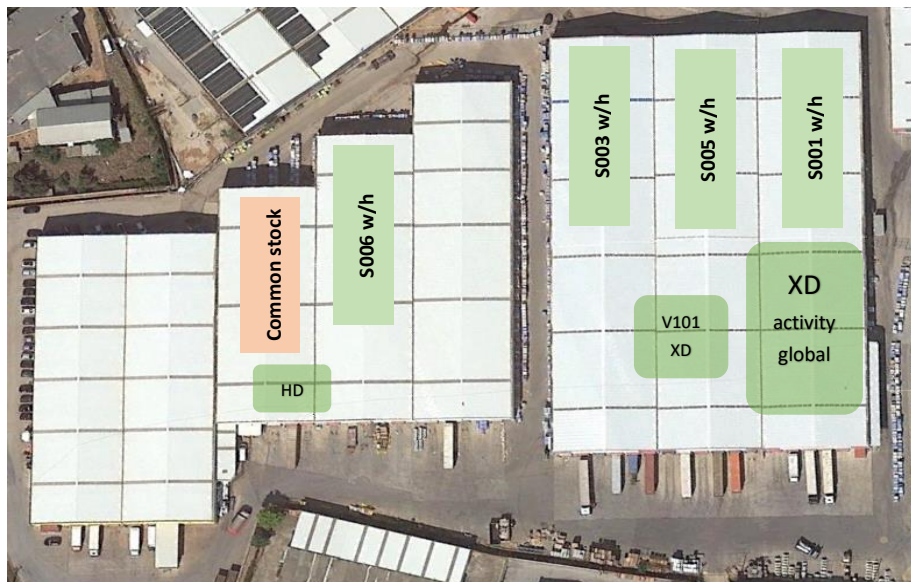 S003 w/h
S005 w/h
S001 w/h
Common stock
S006 w/h
XD
activity
global
V101
XD
HD